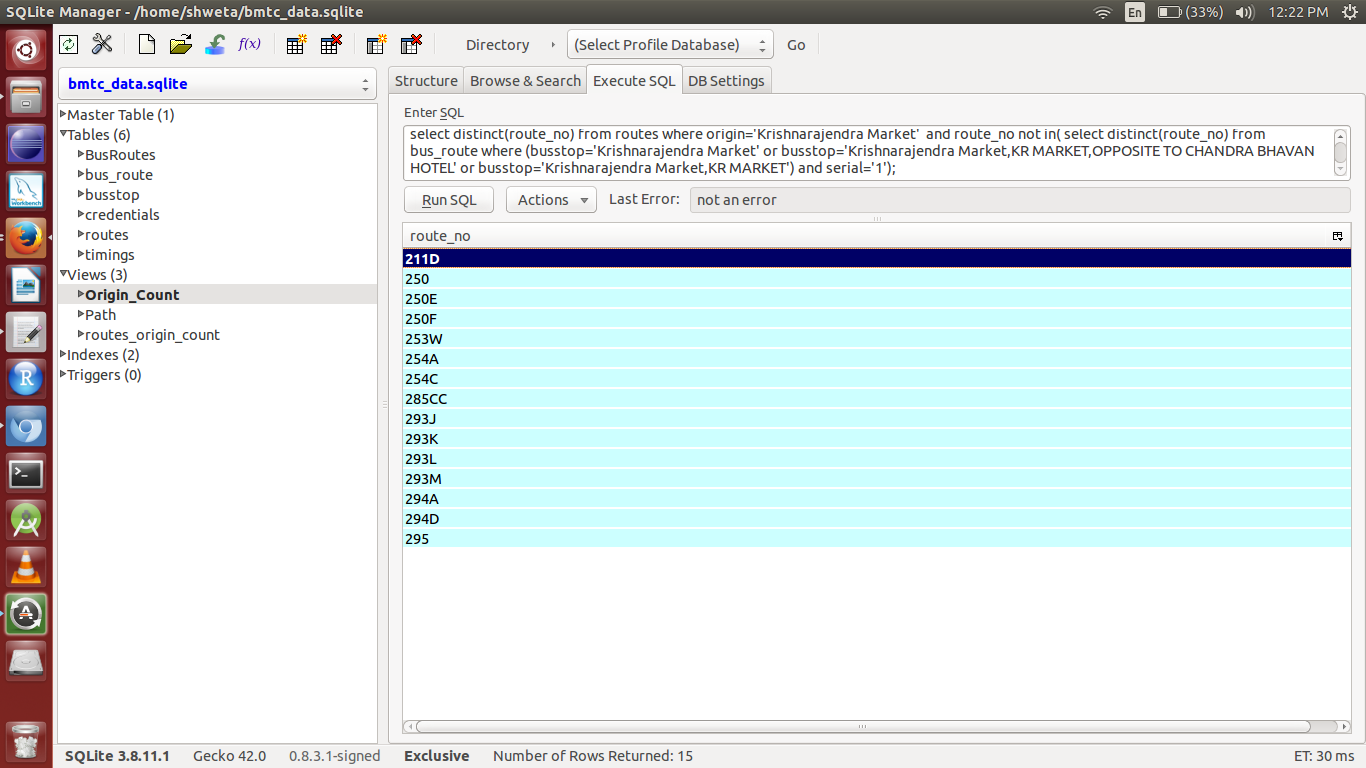 SQLite Manager - /home/shweta/bmtc_data.sqlite
En (33%) 12:22 PM
f(x) Directory (Select Profile Database) Go
bmtc_data.sqlite
Structure Browse & Search Execute SQL DB Settings
Master Table (1)
Tables (6)
BusRoutes
bus_route
busstop
credentials
routes
timings
Views (3)
Origin_Count
Path
routes_origin_count
Indexes (2)
Triggers (0)
Enter SQL
select distinct(route_no) from routes where origin='Krishnarajendra Market'  and route_no not in( select distinct(route_no) from
bus_route where (busstop='Krishnarajendra Market' or busstop='Krishnarajendra Market,KR MARKET,OPPOSITE TO CHANDRA BHAVAN
HOTEL' or busstop='Krishnarajendra Market,KR MARKET') and serial='1');
Run SQL Actions Last Error: not an error
route_no
211D
250
250E
250F
253W
254A
254C
285CC
293J
293K
293L
293M
294A
294D
295
SQLite 3.8.11.1 Gecko 42.0 0.8.3.1-signed Exclusive Number of Rows Returned: 15 ET: 30 ms